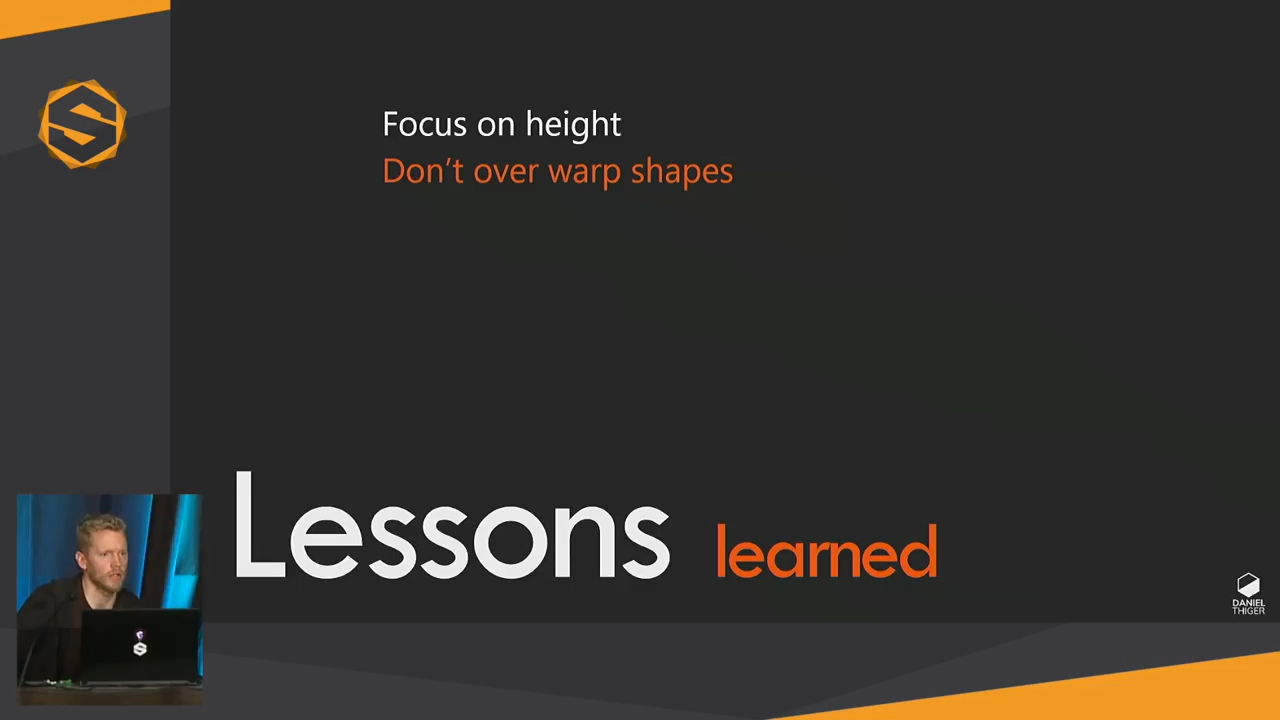 Focus on height
Don't over warp shapes
Lessons learned
DANIEL
THIGER